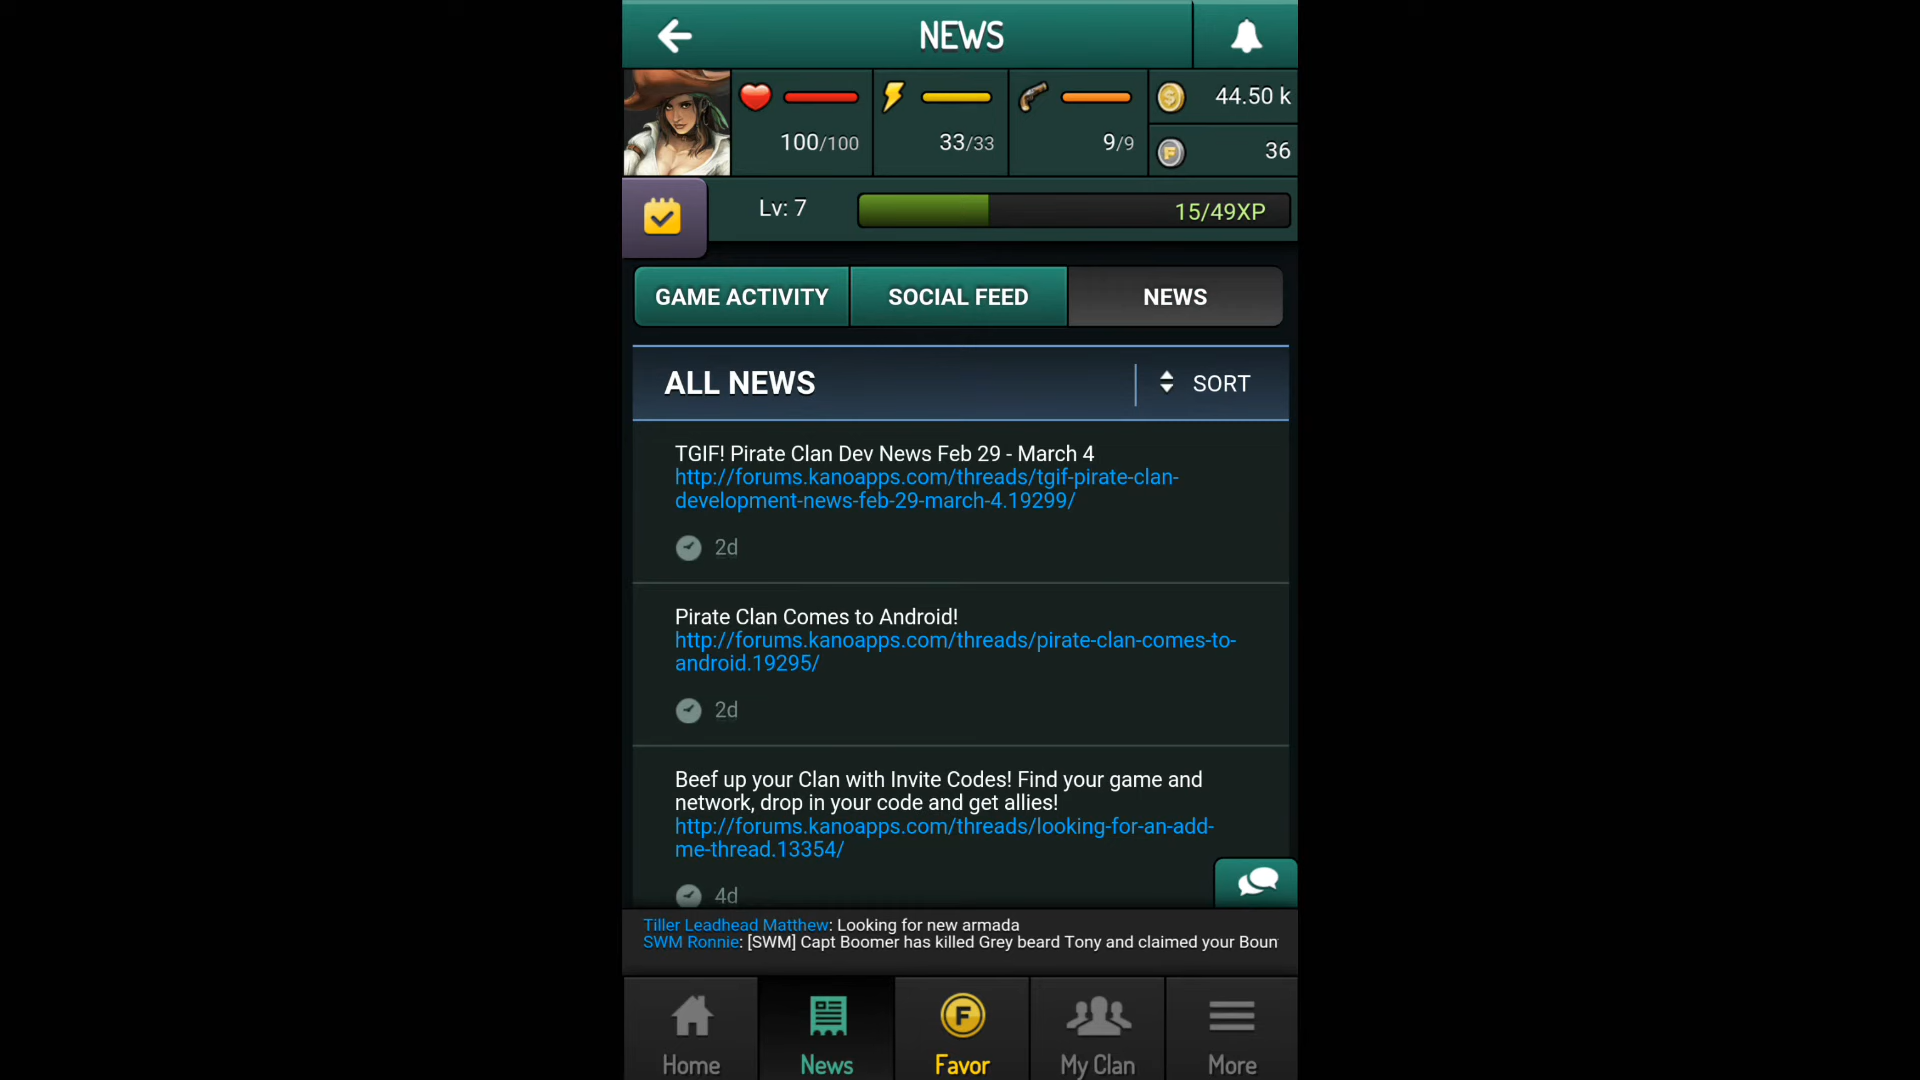 NEWS
100/100
33/33
9/9
44.50 k
36
Lv: 7
15/49XP
GAME ACTIVITY
SOCIAL FEED
NEWS
ALL NEWS
SORT
TGIF! Pirate Clan Dev News Feb 29 - March 4
http://forums.kanoapps.com/threads/tgif-pirate-clan-
development-news-feb-29-march-4.19299/
2d
Pirate Clan Comes to Android!
http://forums.kanoapps.com/threads/pirate-clan-comes-to-
android.19295/
2d
Beef up your Clan with Invite Codes! Find your game and
network, drop in your code and get allies!
http://forums.kanoapps.com/threads/looking-for-an-add-
me-thread.13354/
4d
Tiller Leadhead Matthew: Looking for new armada
SWM Ronnie: [SWM] Capt Boomer has killed Grey beard Tony and claimed your Boun
Home
News
F
Favor
My Clan
More